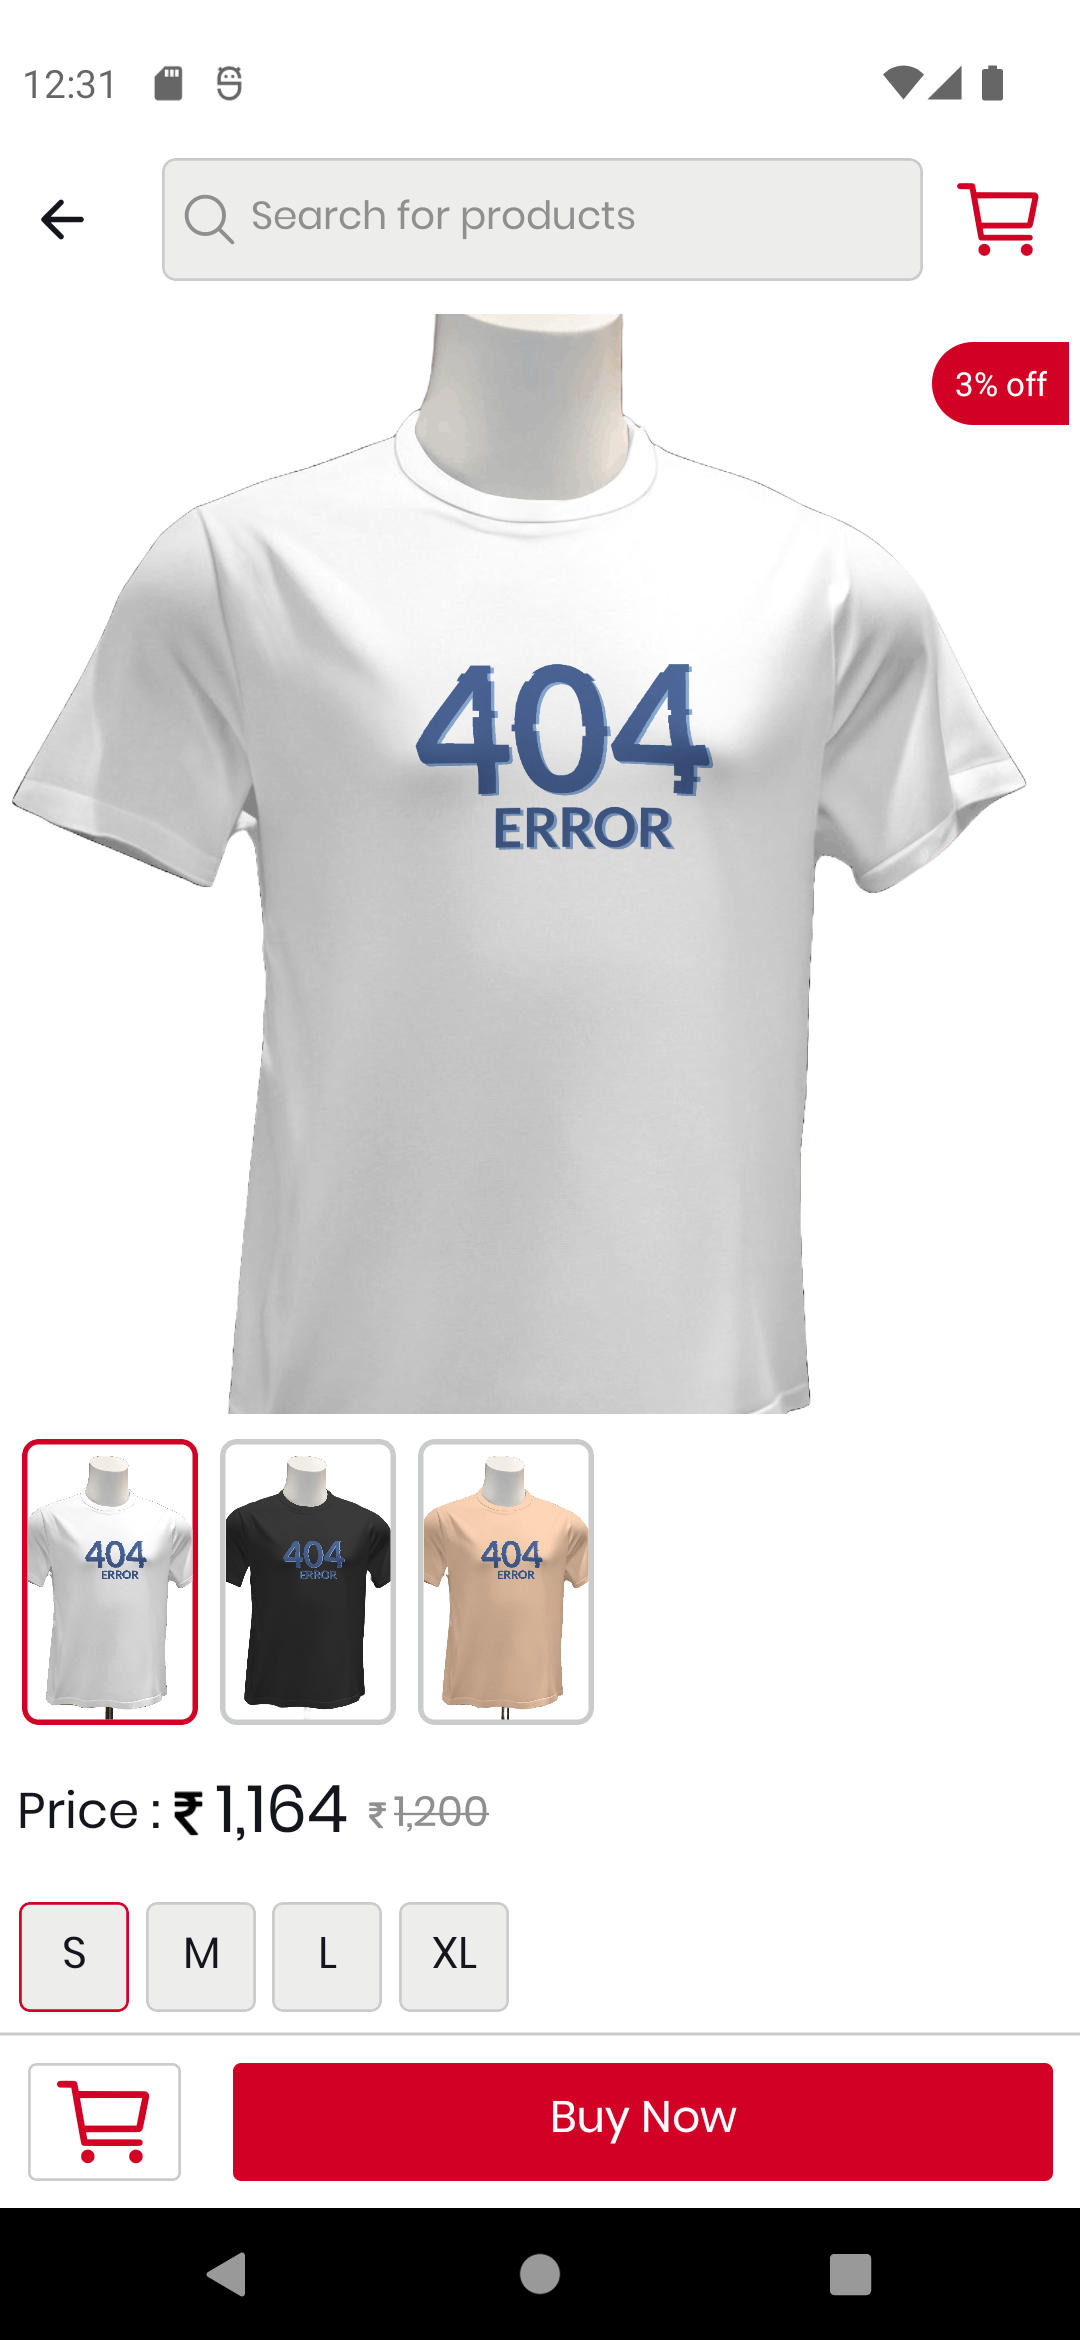 12:31
Search for products
3% off
404
ERROR
404
ERROR
404
ERROR
404
ERROR
Price : ₹ 1,164 ₹ 1,200
S M L XL
Buy Now